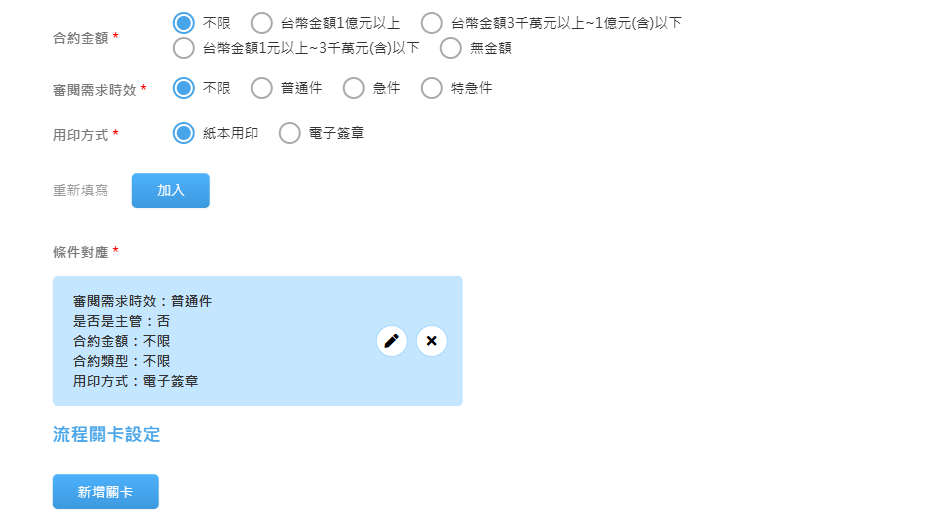 合約金額 * 不限 台幣金額1億元以上 台幣金額3千萬元以上~1億元(含)以下
台幣金額1元以上~3千萬元(含)以下 無金額
審閱需求時效 * 不限 普通件 急件 特急件
用印方式 * 紙本用印 電子簽章
重新填寫 加入
條件對應 *
審閱需求時效：普通件
是否是主管：否
合約金額：不限
合約類型：不限
用印方式：電子簽章
流程關卡設定
新增關卡